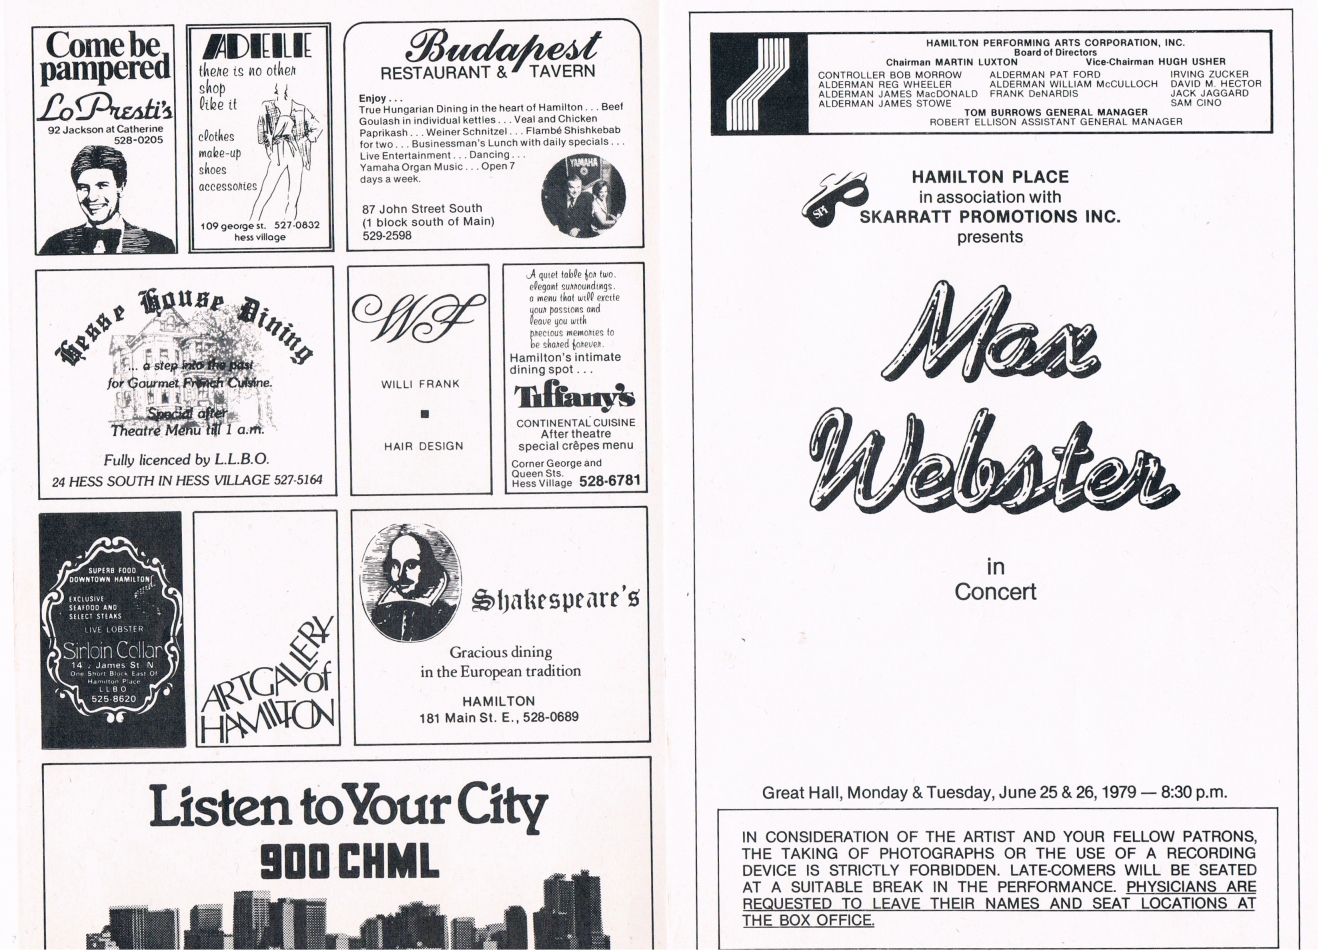 Come be
pampered
Lo Presti's
92 Jackson at Catherine
528-0205
ADELE
there is no other
shop
like it
clothes
make-up
shoes
accessories
109 george st. 527-0832
hess village
Budapest
RESTAURANT & TAVERN
Enjoy . . .
True Hungarian Dining in the heart of Hamilton . . . Beef
Goulash in individual kettles . . . Veal and Chicken
Paprikash . . . Weiner Schnitzel . . Flambé Shishkebab
for two . . . Businessman's Lunch with daily specials . . .
Live Entertainment . . . Dancing . . .
Yamaha Organ Music . . . Open 7
days a week.
YAMAHA
87 John Street South
(1 block south of Main)
529-2598
Hesse House Dining
... a step into the past
for Gourmet French Cuisine.
Special after
Theatre Menu till 1 a.m.
Fully licenced by L.L.B.O.
24 HESS SOUTH IN HESS VILLAGE 527-5164
WF
WILLI FRANK
HAIR DESIGN
A quiet table for two.
elegant surroundings.
a menu that will excite
your passions and
leave you with
precious memories to
be shared forever.
Hamilton's intimate
dining spot . . .
Tiffany's
CONTINENTAL CUISINE
After theatre
special crêpes menu
Corner George and
Queen Sts.
Hess Village 528-6781
SUPERB FOOD
DOWNTOWN HAMILTON
EXCLUSIVE
SEAFOOD AND
SELECT STEAKS
LIVE LOBSTER
Sirloin Cellar
14 James St N
One Short Block East Of
Hamilton Place
LLBO
525-8620
ART GALLERY
of
HAMILTON
Shakespeare's
Gracious dining
in the European tradition
HAMILTON
181 Main St. E., 528-0689
Listen to Your City
900 CHML
HAMILTON PERFORMING ARTS CORPORATION, INC.
Board of Directors
Chairman MARTIN LUXTON Vice-Chairman HUGH USHER
CONTROLLER BOB MORROW ALDERMAN PAT FORD IRVING ZUCKER
ALDERMAN REG WHEELER ALDERMAN WILLIAM McCULLOCH DAVID M. HECTOR
ALDERMAN JAMES MacDONALD FRANK DeNARDIS JACK JAGGARD
ALDERMAN JAMES STOWE SAM CINO
TOM BURROWS GENERAL MANAGER
ROBERT ELLISON ASSISTANT GENERAL MANAGER
HAMILTON PLACE
in association with
SKARRATT PROMOTIONS INC.
presents
Max
Webster
in
Concert
Great Hall, Monday & Tuesday, June 25 & 26, 1979 — 8:30 p.m.
IN CONSIDERATION OF THE ARTIST AND YOUR FELLOW PATRONS,
THE TAKING OF PHOTOGRAPHS OR THE USE OF A RECORDING
DEVICE IS STRICTLY FORBIDDEN. LATE-COMERS WILL BE SEATED
AT A SUITABLE BREAK IN THE PERFORMANCE. PHYSICIANS ARE
REQUESTED TO LEAVE THEIR NAMES AND SEAT LOCATIONS AT
THE BOX OFFICE.